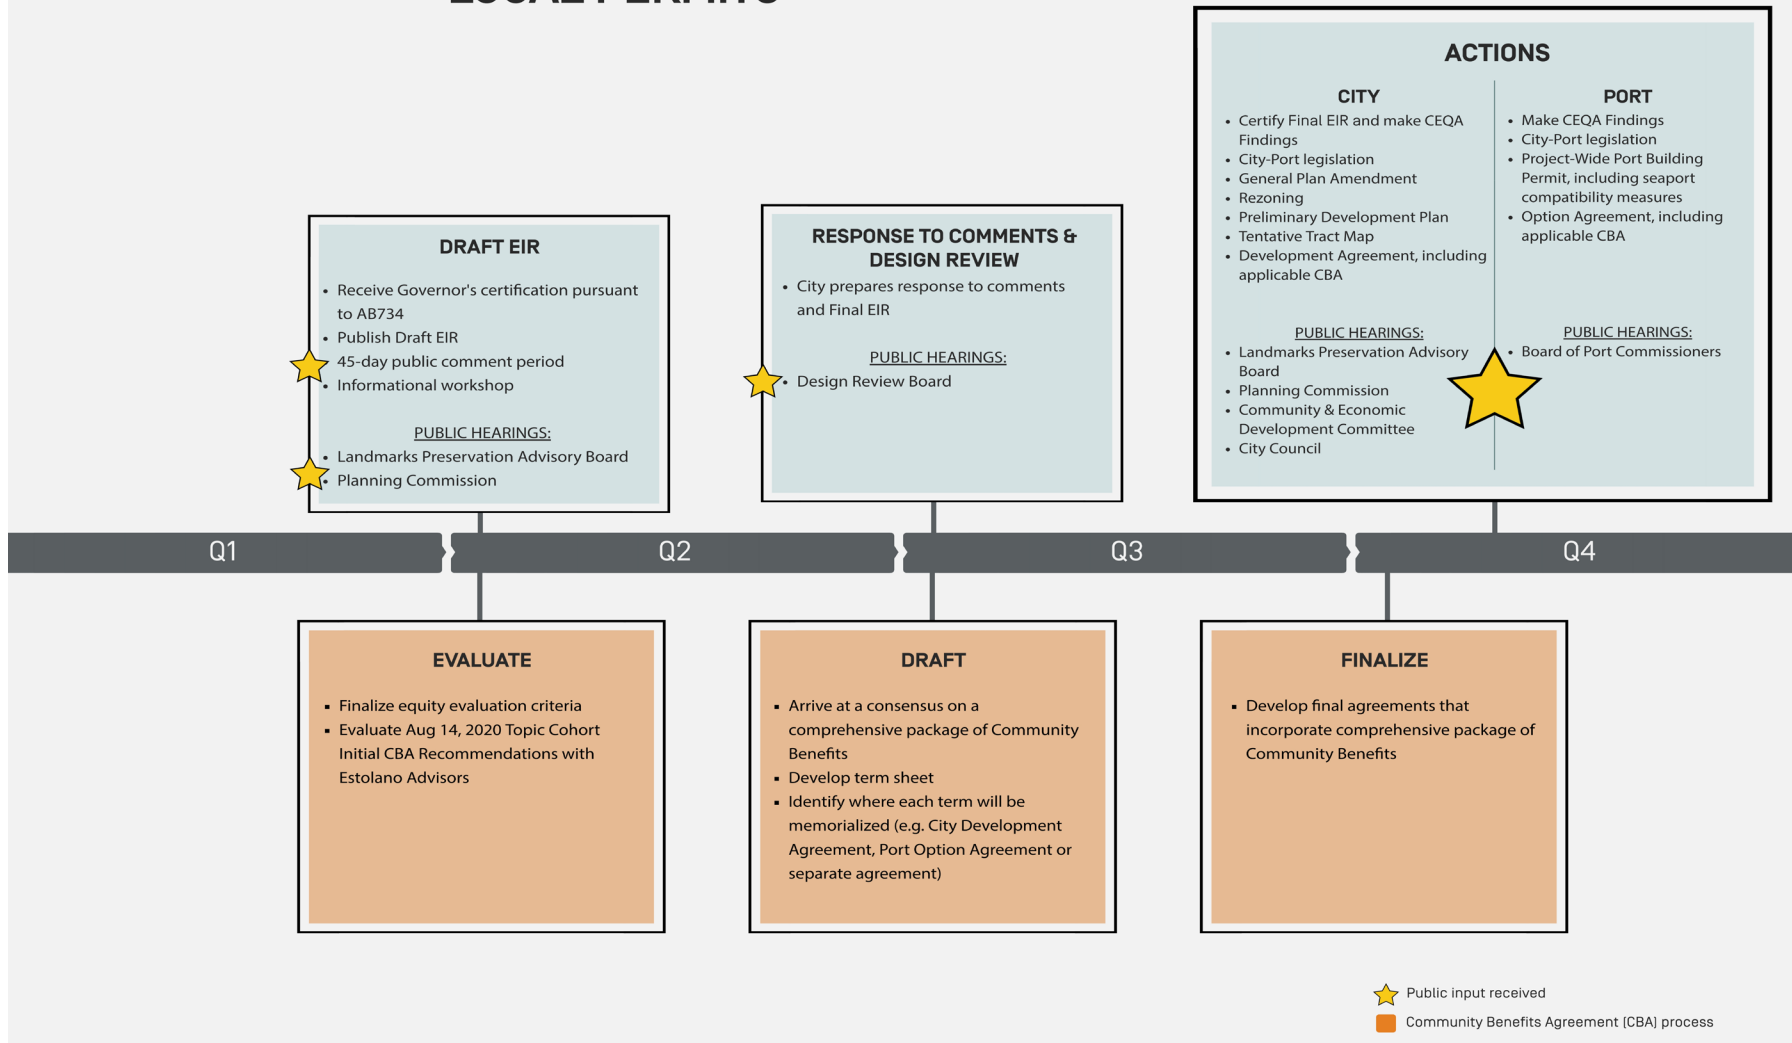 LOCAL PERMITS
ACTIONS
CITY
• Certify Final EIR and make CEQA
Findings
• City-Port legislation
• General Plan Amendment
• Rezoning
• Preliminary Development Plan
• Tentative Tract Map
• Development Agreement, including
applicable CBA
PUBLIC HEARINGS:
• Landmarks Preservation Advisory
Board
• Planning Commission
• Community & Economic
Development Committee
• City Council
PORT
• Make CEQA Findings
• City-Port legislation
• Project-Wide Port Building
Permit, including seaport
compatibility measures
• Option Agreement, including
applicable CBA
PUBLIC HEARINGS:
• Board of Port Commissioners
DRAFT EIR
• Receive Governor's certification pursuant
to AB734
• Publish Draft EIR
• 45-day public comment period
• Informational workshop
PUBLIC HEARINGS:
• Landmarks Preservation Advisory Board
• Planning Commission
RESPONSE TO COMMENTS &
DESIGN REVIEW
• City prepares response to comments
and Final EIR
PUBLIC HEARINGS:
• Design Review Board
Q1
Q2
Q3
Q4
EVALUATE
▪ Finalize equity evaluation criteria
▪ Evaluate Aug 14, 2020 Topic Cohort
Initial CBA Recommendations with
Estolano Advisors
DRAFT
▪ Arrive at a consensus on a
comprehensive package of Community
Benefits
▪ Develop term sheet
▪ Identify where each term will be
memorialized (e.g. City Development
Agreement, Port Option Agreement or
separate agreement)
FINALIZE
▪ Develop final agreements that
incorporate comprehensive package of
Community Benefits
Public input received
Community Benefits Agreement (CBA) process